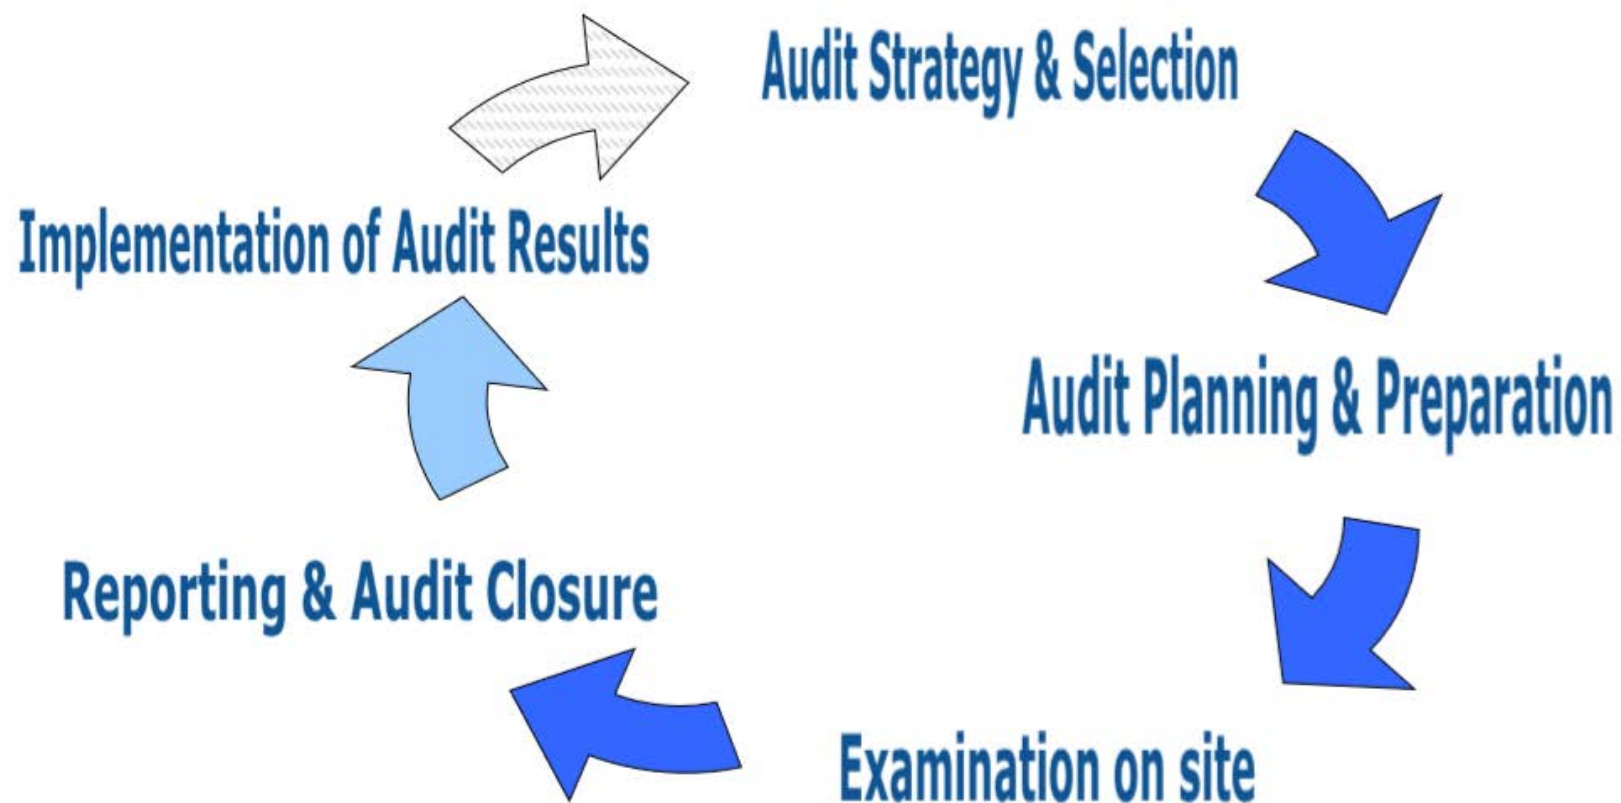 Audit Strategy & Selection
Implementation of Audit Results
Audit Planning & Preparation
Reporting & Audit Closure
Examination on site